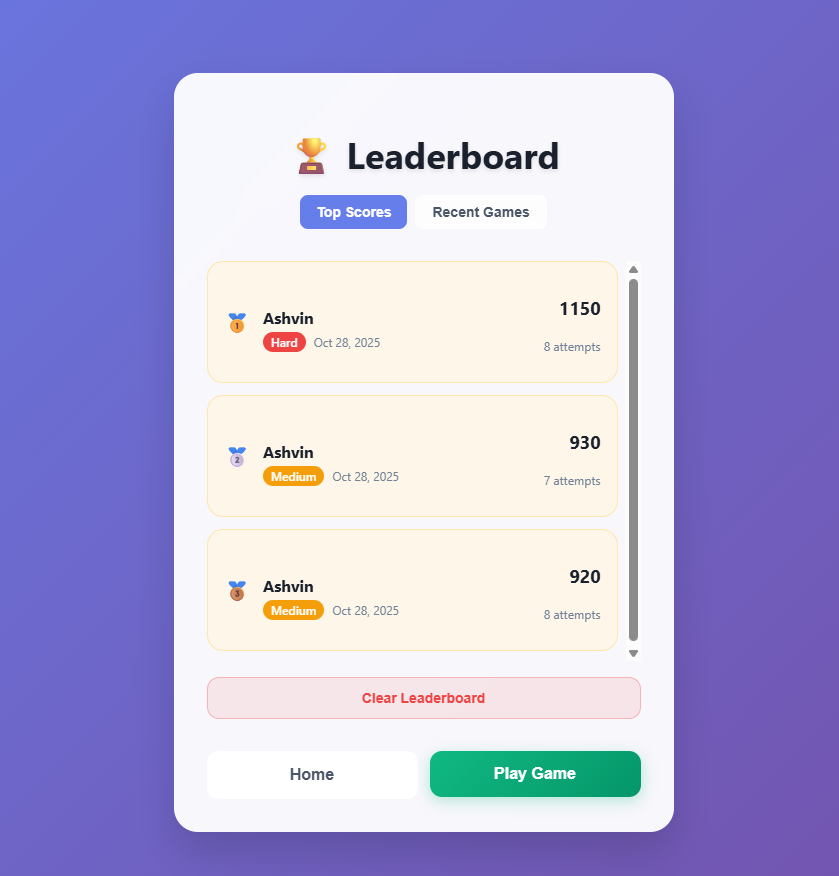 Leaderboard
Top Scores Recent Games
1 Ashvin 1150
Hard Oct 28, 2025 8 attempts
2 Ashvin 930
Medium Oct 28, 2025 7 attempts
3 Ashvin 920
Medium Oct 28, 2025 8 attempts
Clear Leaderboard
Home Play Game